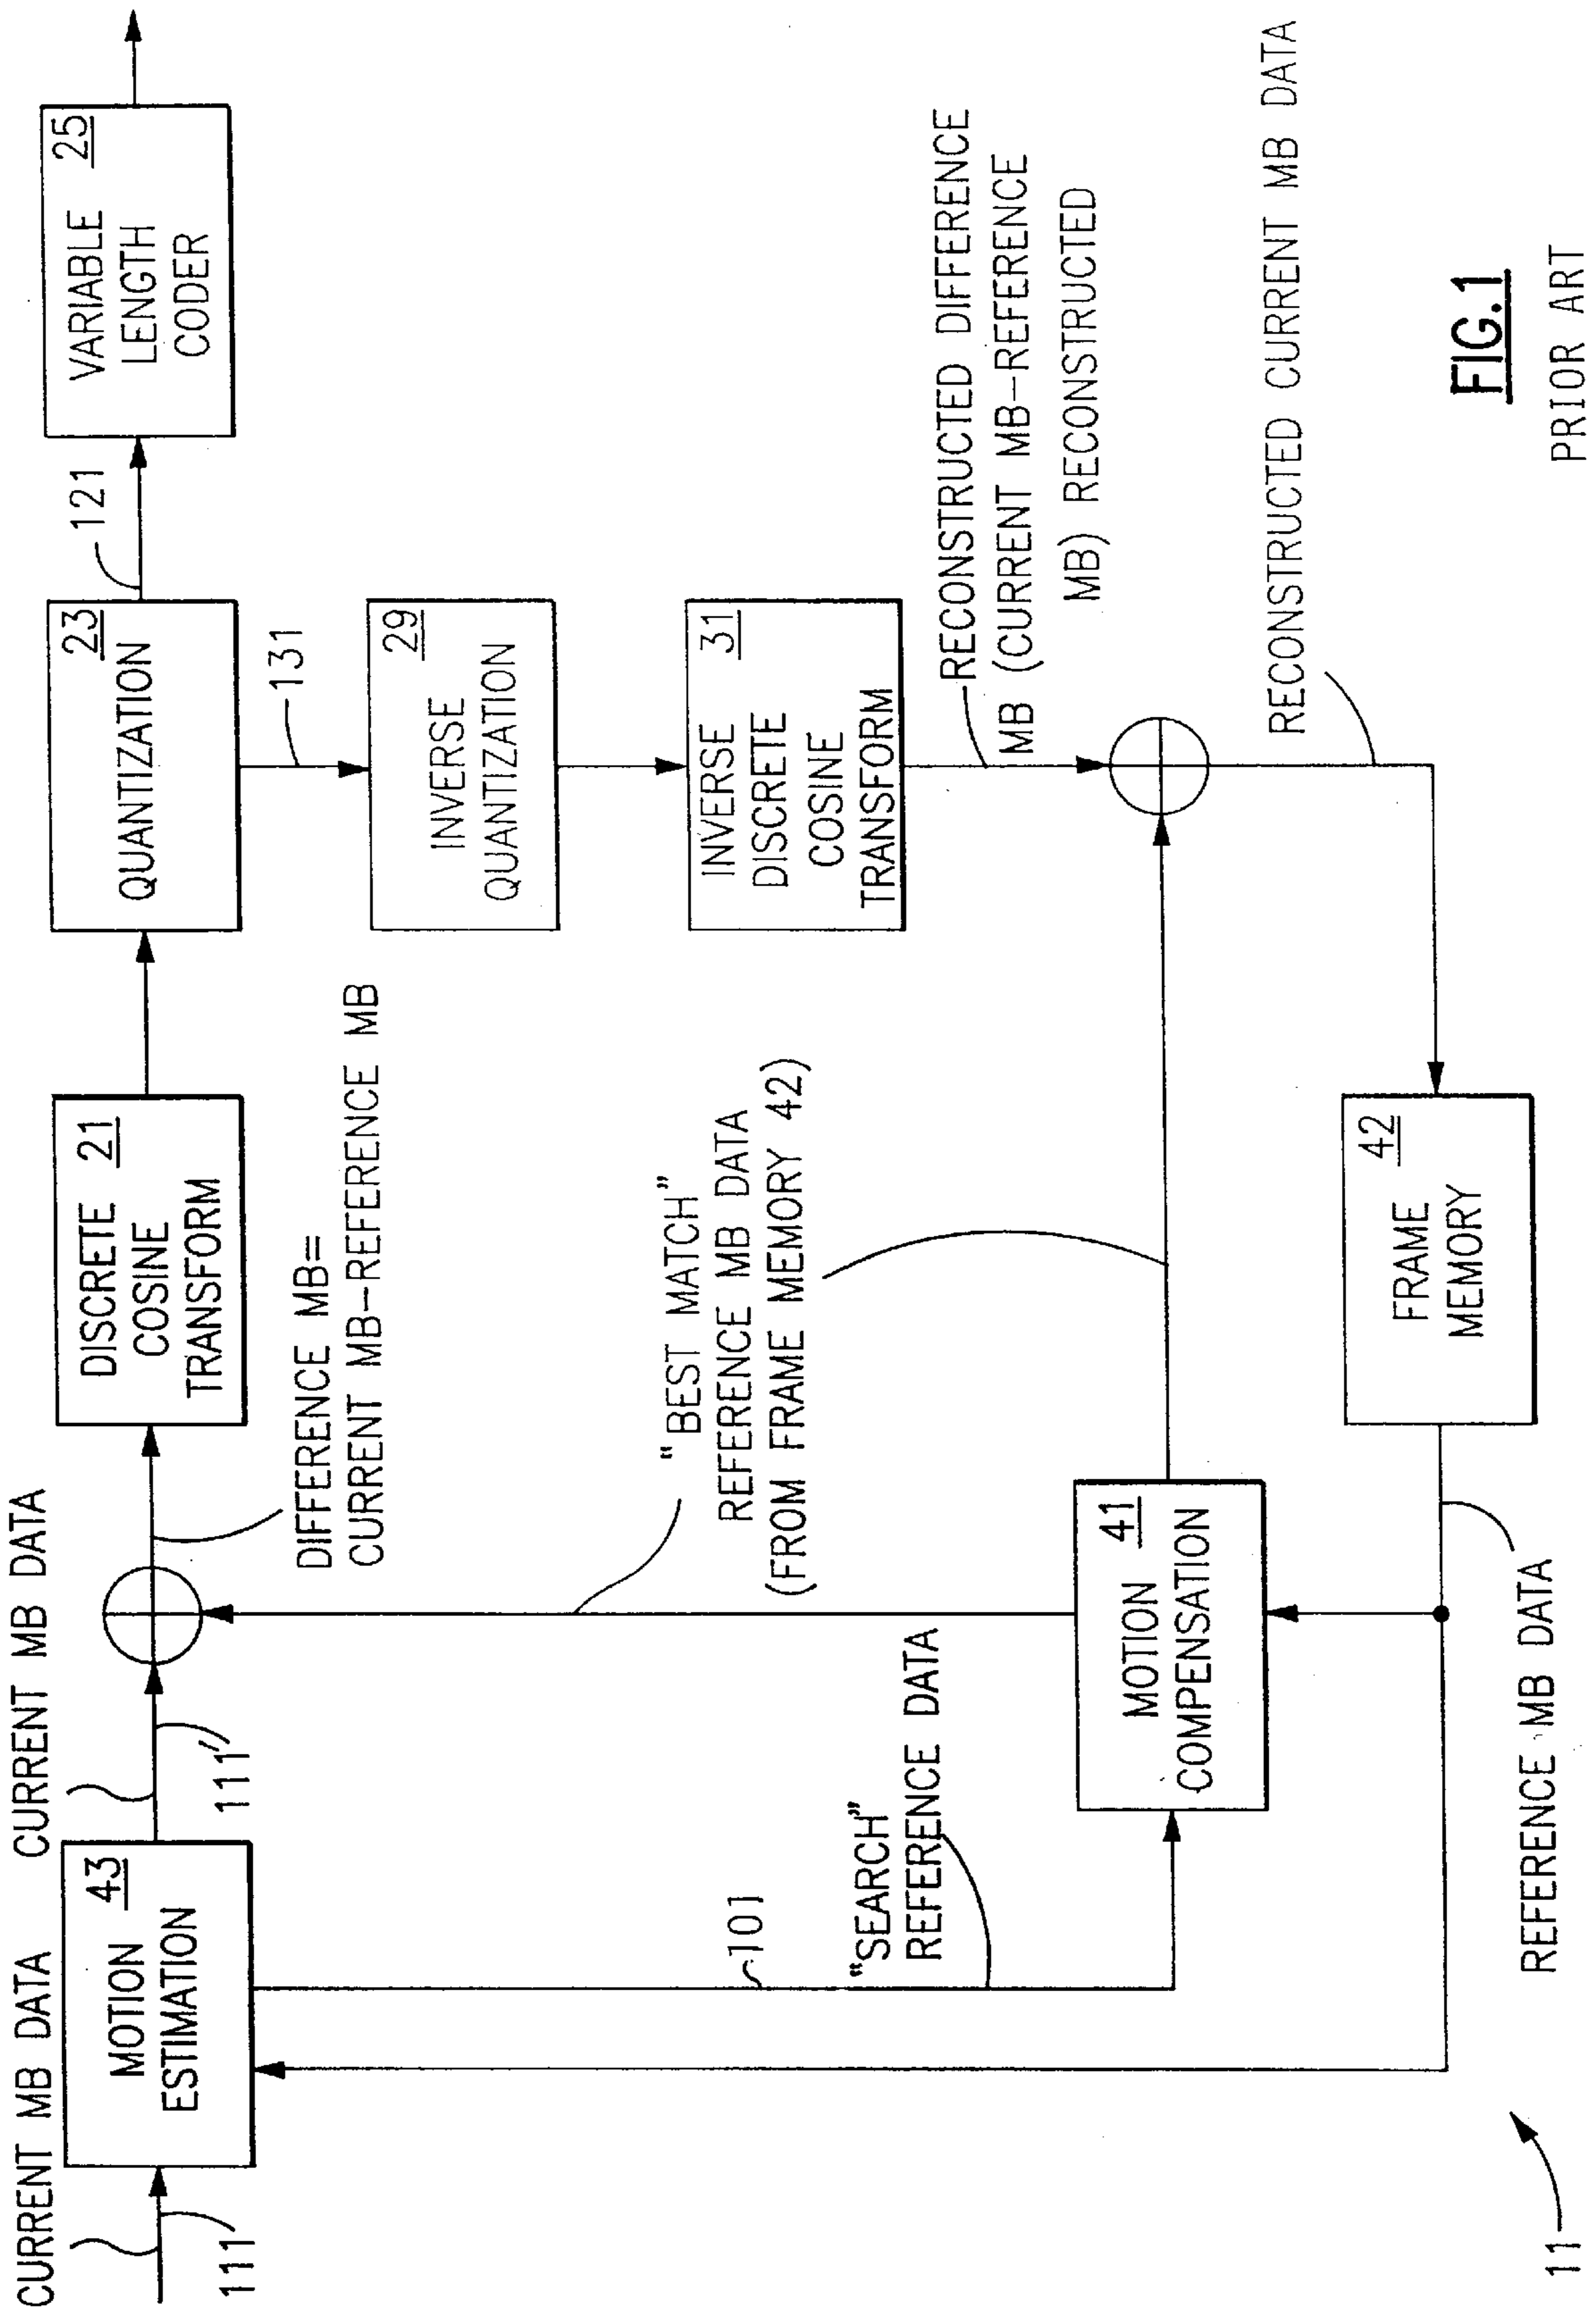 CURRENT MB DATA
CURRENT MB DATA
111
MOTION 43
ESTIMATION
111'
DIFFERENCE MB=
CURRENT MB-REFERENCE MB
DISCRETE 21
COSINE
TRANSFORM
23
QUANTIZATION
121
VARIABLE 25
LENGTH
CODER
131
29
INVERSE
QUANTIZATION
INVERSE 31
DISCRETE
COSINE
TRANSFORM
"BEST MATCH"
REFERENCE MB DATA
(FROM FRAME MEMORY 42)
101
"SEARCH"
REFERENCE DATA
41
MOTION
COMPENSATION
RECONSTRUCTED DIFFERENCE
MB (CURRENT MB-REFERENCE
MB) RECONSTRUCTED
RECONSTRUCTED CURRENT MB DATA
42
FRAME
MEMORY
REFERENCE MB DATA
11
FIG.1
PRIOR ART